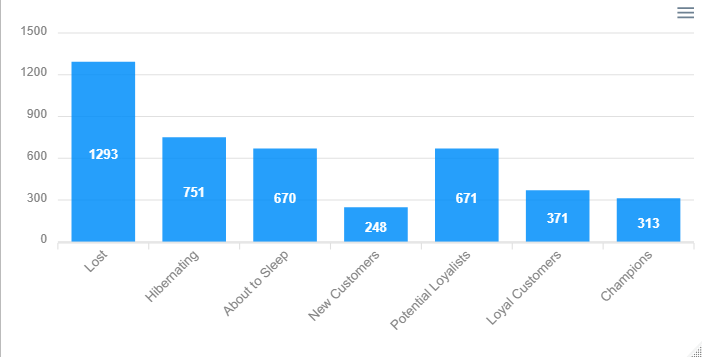 1500
1200
900
600
300
0
1293
751
670
248
671
371
313
Lost
Hibernating
About to Sleep
New Customers
Potential Loyalists
Loyal Customers
Champions